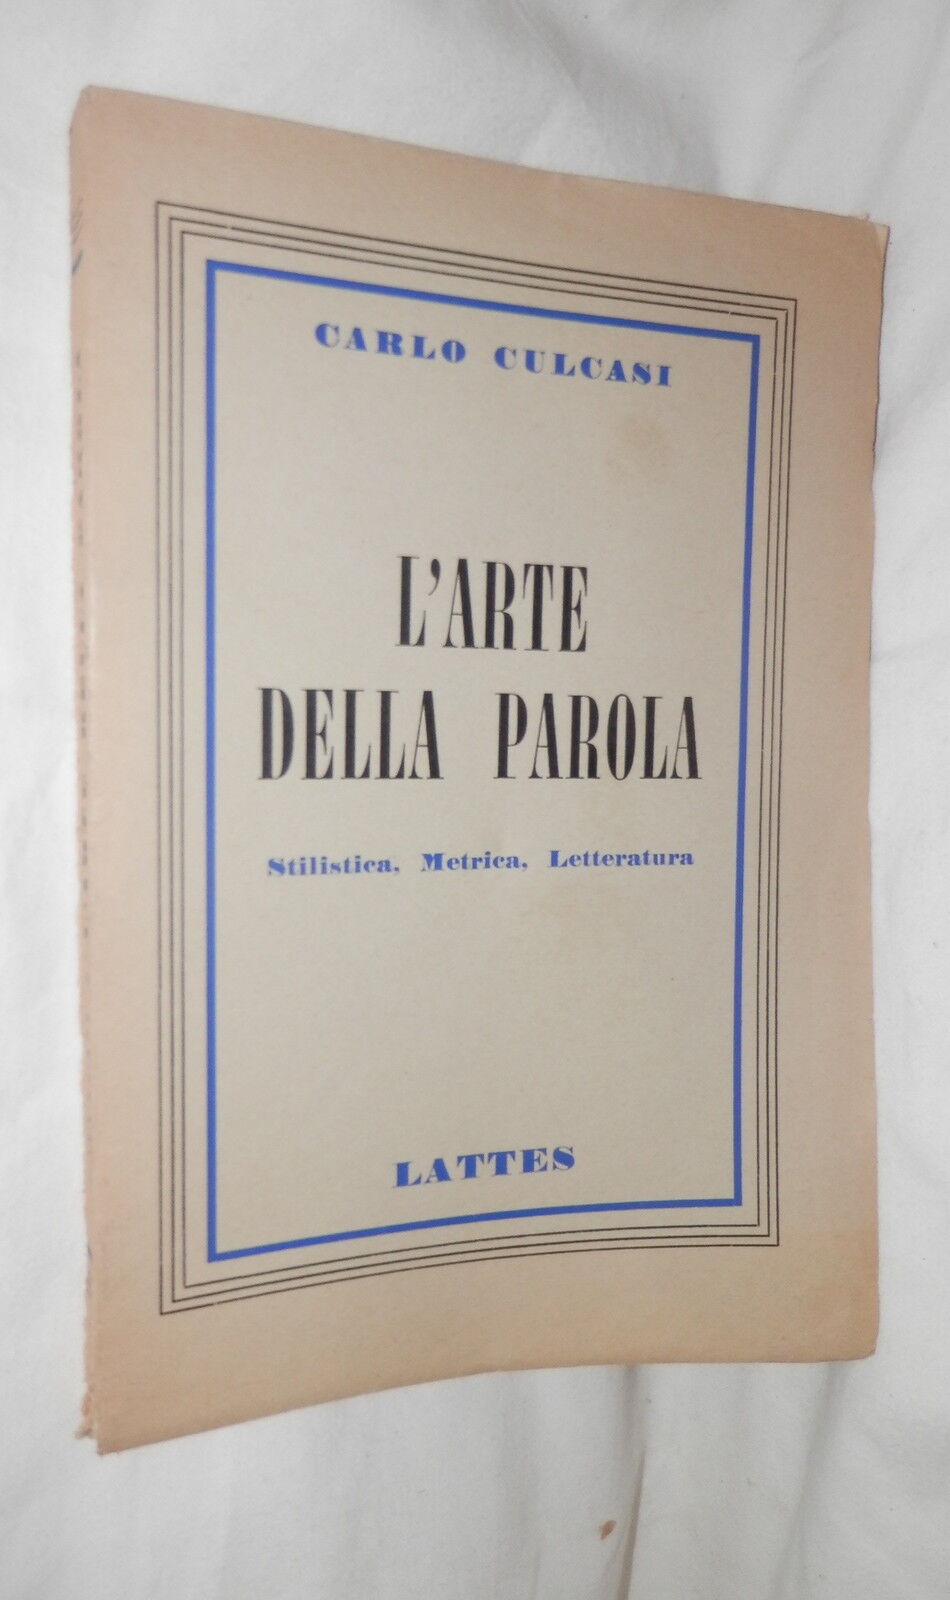 CARLO CULCASI
L'ARTE
DELLA PAROLA
Stilistica, Metrica, Letteratura
LATTES